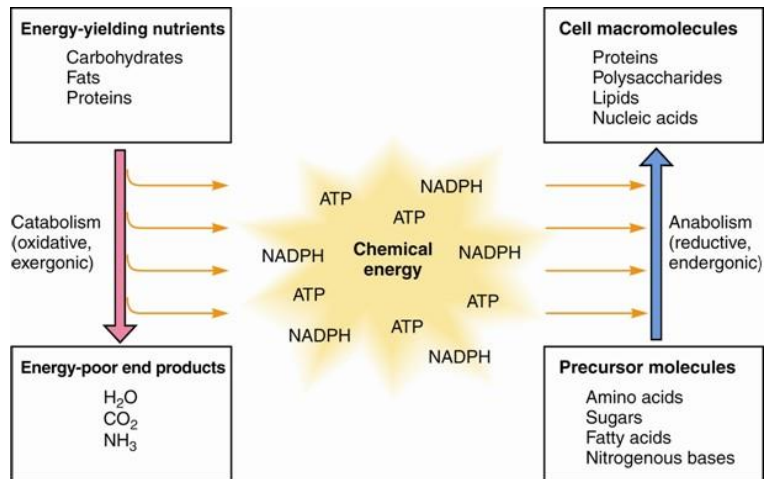 Energy-yielding nutrients
Carbohydrates
Fats
Proteins
Catabolism
(oxidative,
exergonic)
Energy-poor end products
H₂O
CO₂
NH₃
ATP
NADPH
ATP
NADPH
Chemical
energy
NADPH
ATP
ATP
NADPH
ATP
NADPH
Cell macromolecules
Proteins
Polysaccharides
Lipids
Nucleic acids
Anabolism
(reductive,
endergonic)
Precursor molecules
Amino acids
Sugars
Fatty acids
Nitrogenous bases